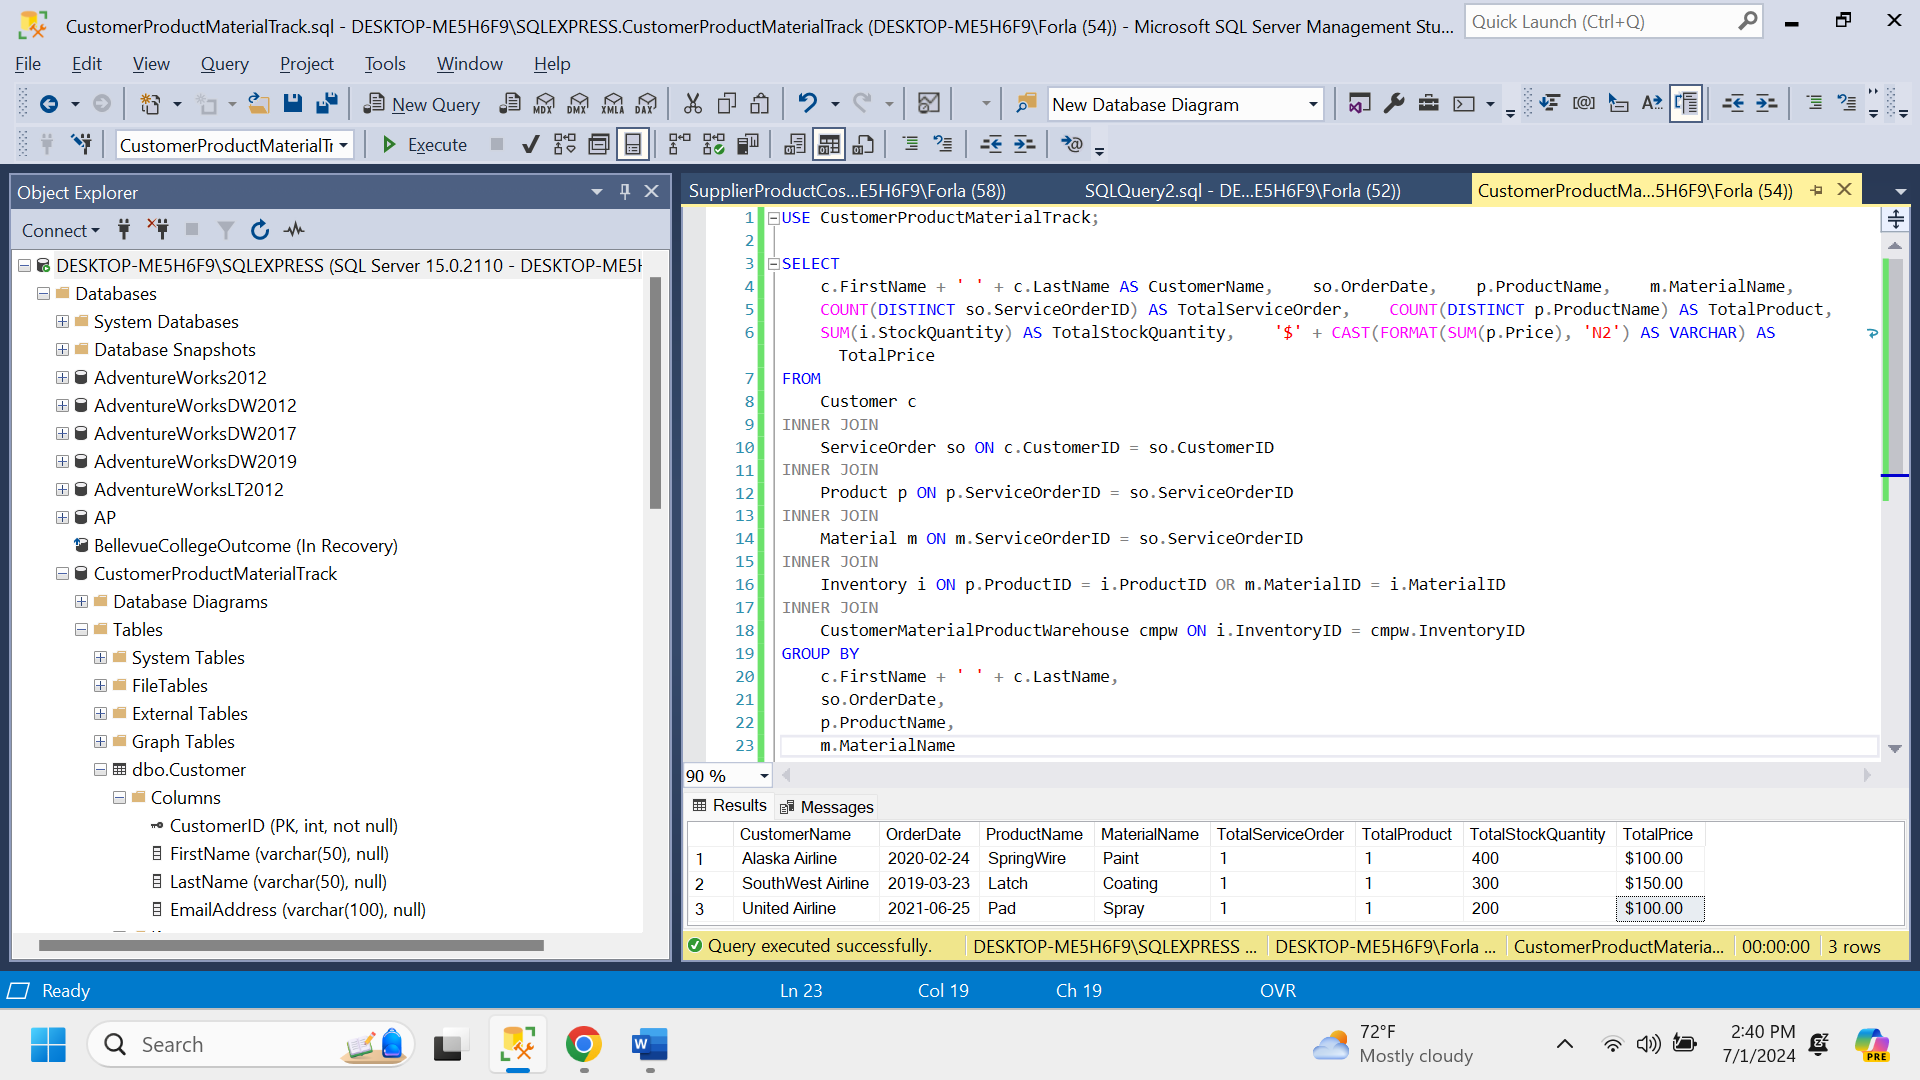 CustomerProductMaterialTrack.sql - DESKTOP-ME5H6F9\SQLEXPRESS.CustomerProductMaterialTrack (DESKTOP-ME5H6F9\Forla (54)) - Microsoft SQL Server Management Stu...
Quick Launch (Ctrl+Q)
File Edit View Query Project Tools Window Help
New Query MDX DMX XMLA DAX New Database Diagram
CustomerProductMaterialTr Execute
Object Explorer
Connect
DESKTOP-ME5H6F9\SQLEXPRESS (SQL Server 15.0.2110 - DESKTOP-ME5H
Databases
System Databases
Database Snapshots
AdventureWorks2012
AdventureWorksDW2012
AdventureWorksDW2017
AdventureWorksDW2019
AdventureWorksLT2012
AP
BellevueCollegeOutcome (In Recovery)
CustomerProductMaterialTrack
Database Diagrams
Tables
System Tables
FileTables
External Tables
Graph Tables
dbo.Customer
Columns
CustomerID (PK, int, not null)
FirstName (varchar(50), null)
LastName (varchar(50), null)
EmailAddress (varchar(100), null)
SupplierProductCos...E5H6F9\Forla (58)) SQLQuery2.sql - DE...E5H6F9\Forla (52)) CustomerProductMa...5H6F9\Forla (54))
1 USE CustomerProductMaterialTrack;
2
3 SELECT
4 c.FirstName + ' ' + c.LastName AS CustomerName, so.OrderDate, p.ProductName, m.MaterialName,
5 COUNT(DISTINCT so.ServiceOrderID) AS TotalServiceOrder, COUNT(DISTINCT p.ProductName) AS TotalProduct,
6 SUM(i.StockQuantity) AS TotalStockQuantity, '$' + CAST(FORMAT(SUM(p.Price), 'N2') AS VARCHAR) AS
TotalPrice
7 FROM
8 Customer c
9 INNER JOIN
10 ServiceOrder so ON c.CustomerID = so.CustomerID
11 INNER JOIN
12 Product p ON p.ServiceOrderID = so.ServiceOrderID
13 INNER JOIN
14 Material m ON m.ServiceOrderID = so.ServiceOrderID
15 INNER JOIN
16 Inventory i ON p.ProductID = i.ProductID OR m.MaterialID = i.MaterialID
17 INNER JOIN
18 CustomerMaterialProductWarehouse cmpw ON i.InventoryID = cmpw.InventoryID
19 GROUP BY
20 c.FirstName + ' ' + c.LastName,
21 so.OrderDate,
22 p.ProductName,
23 m.MaterialName
90 %
Results Messages
CustomerName OrderDate ProductName MaterialName TotalServiceOrder TotalProduct TotalStockQuantity TotalPrice
1 Alaska Airline 2020-02-24 SpringWire Paint 1 1 400 $100.00
2 SouthWest Airline 2019-03-23 Latch Coating 1 1 300 $150.00
3 United Airline 2021-06-25 Pad Spray 1 1 200 $100.00
Query executed successfully. DESKTOP-ME5H6F9\SQLEXPRESS ... DESKTOP-ME5H6F9\Forla ... CustomerProductMateria... 00:00:00 3 rows
Ready Ln 23 Col 19 Ch 19 OVR
Search
72°F
Mostly cloudy
2:40 PM
7/1/2024
PRE